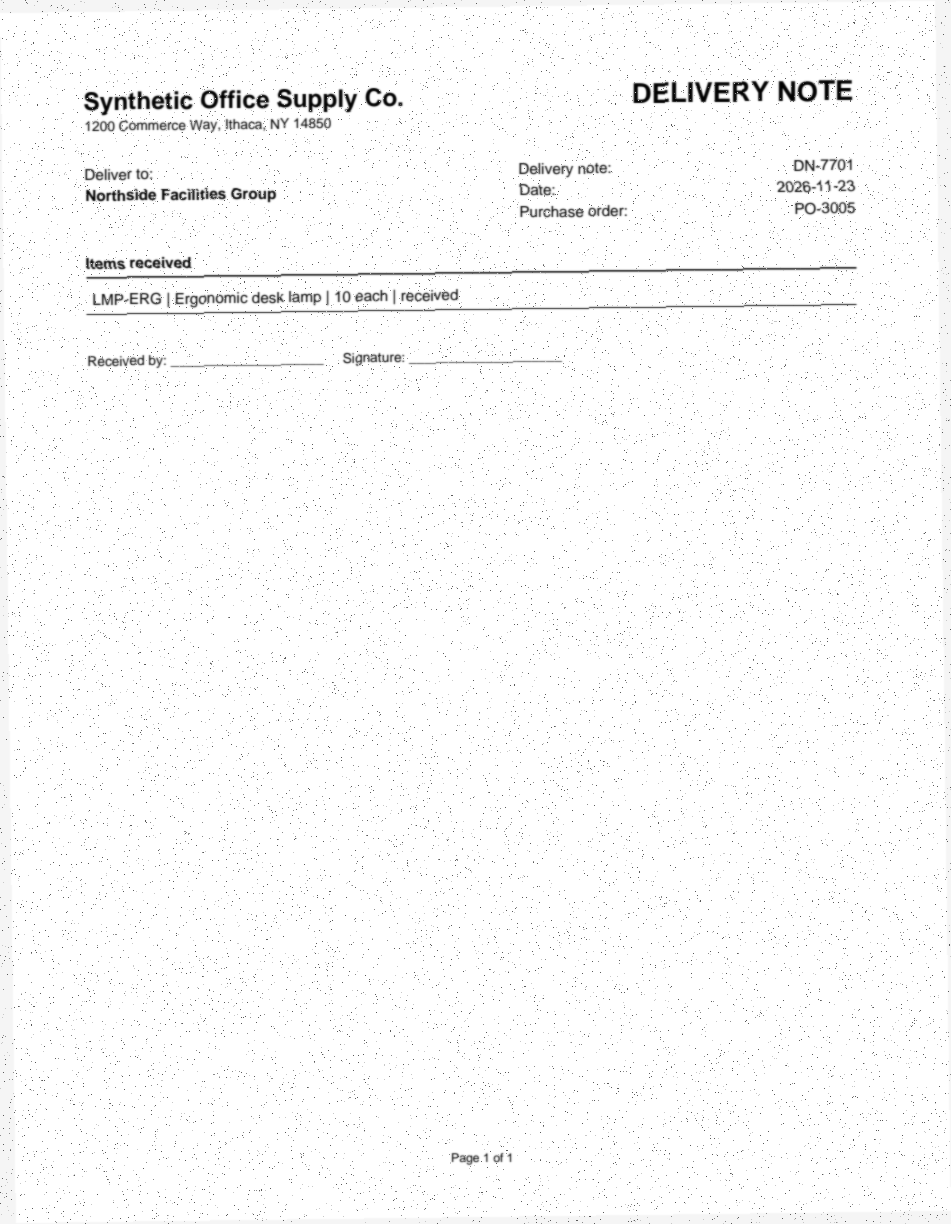 Synthetic Office Supply Co.
1200 Commerce Way, Ithaca, NY 14850
DELIVERY NOTE
Deliver to:
Northside Facilities Group
Delivery note: DN-7701
Date: 2026-11-23
Purchase order: PO-3005
Items received
LMP-ERG | Ergonomic desk lamp | 10 each | received
Received by: ____________________ Signature: ____________________
Page 1 of 1